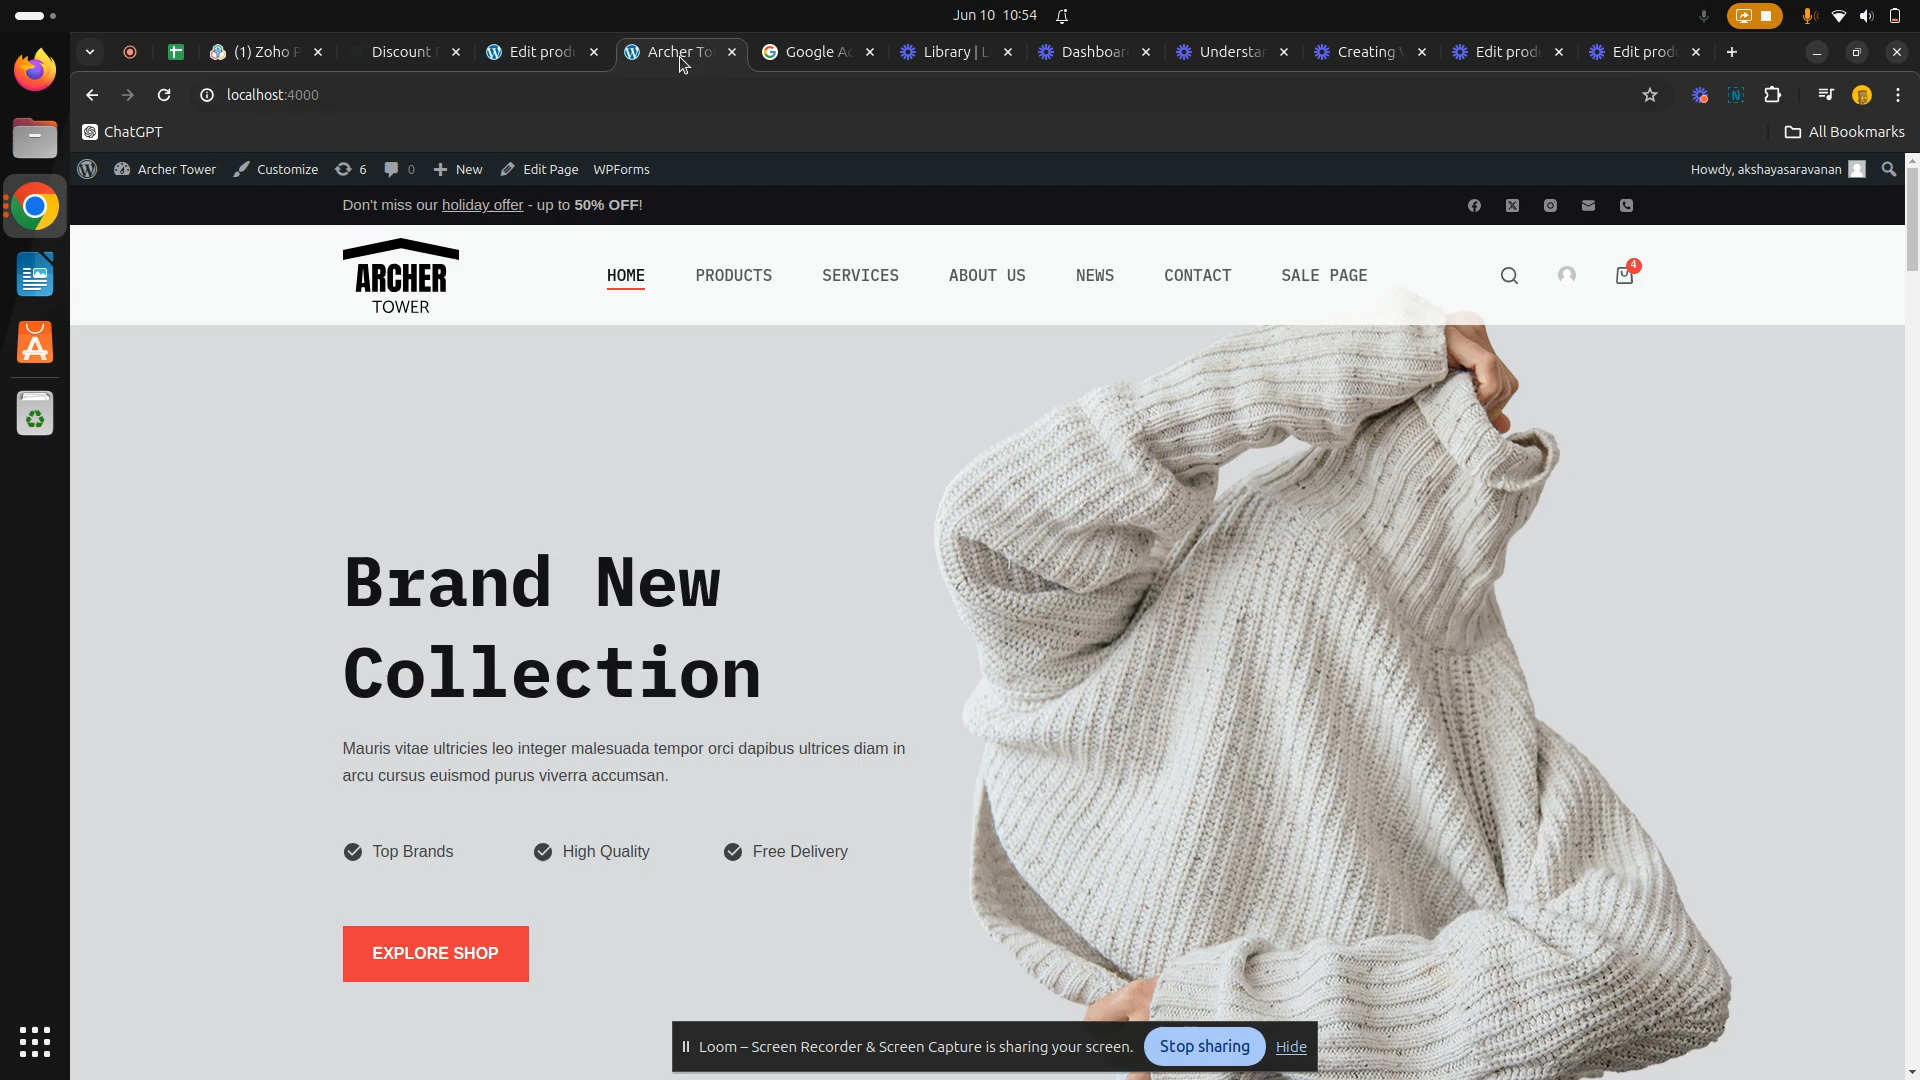 Jun 10 10:54
(1) Zoho P
Discount
Edit produ
Archer To
Google Ac
Library | L
Dashboar
Understar
Creating
Edit produ
Edit produ
localhost:4000
ChatGPT
All Bookmarks
Archer Tower
Customize
6
0
New
Edit Page
WPForms
Howdy, akshayasaravanan
Don't miss our holiday offer - up to 50% OFF!
ARCHER
TOWER
HOME
PRODUCTS
SERVICES
ABOUT US
NEWS
CONTACT
SALE PAGE
4
Brand New
Collection
Mauris vitae ultricies leo integer malesuada tempor orci dapibus ultrices diam in
arcu cursus euismod purus viverra accumsan.
Top Brands
High Quality
Free Delivery
EXPLORE SHOP
Loom – Screen Recorder & Screen Capture is sharing your screen.
Stop sharing
Hide